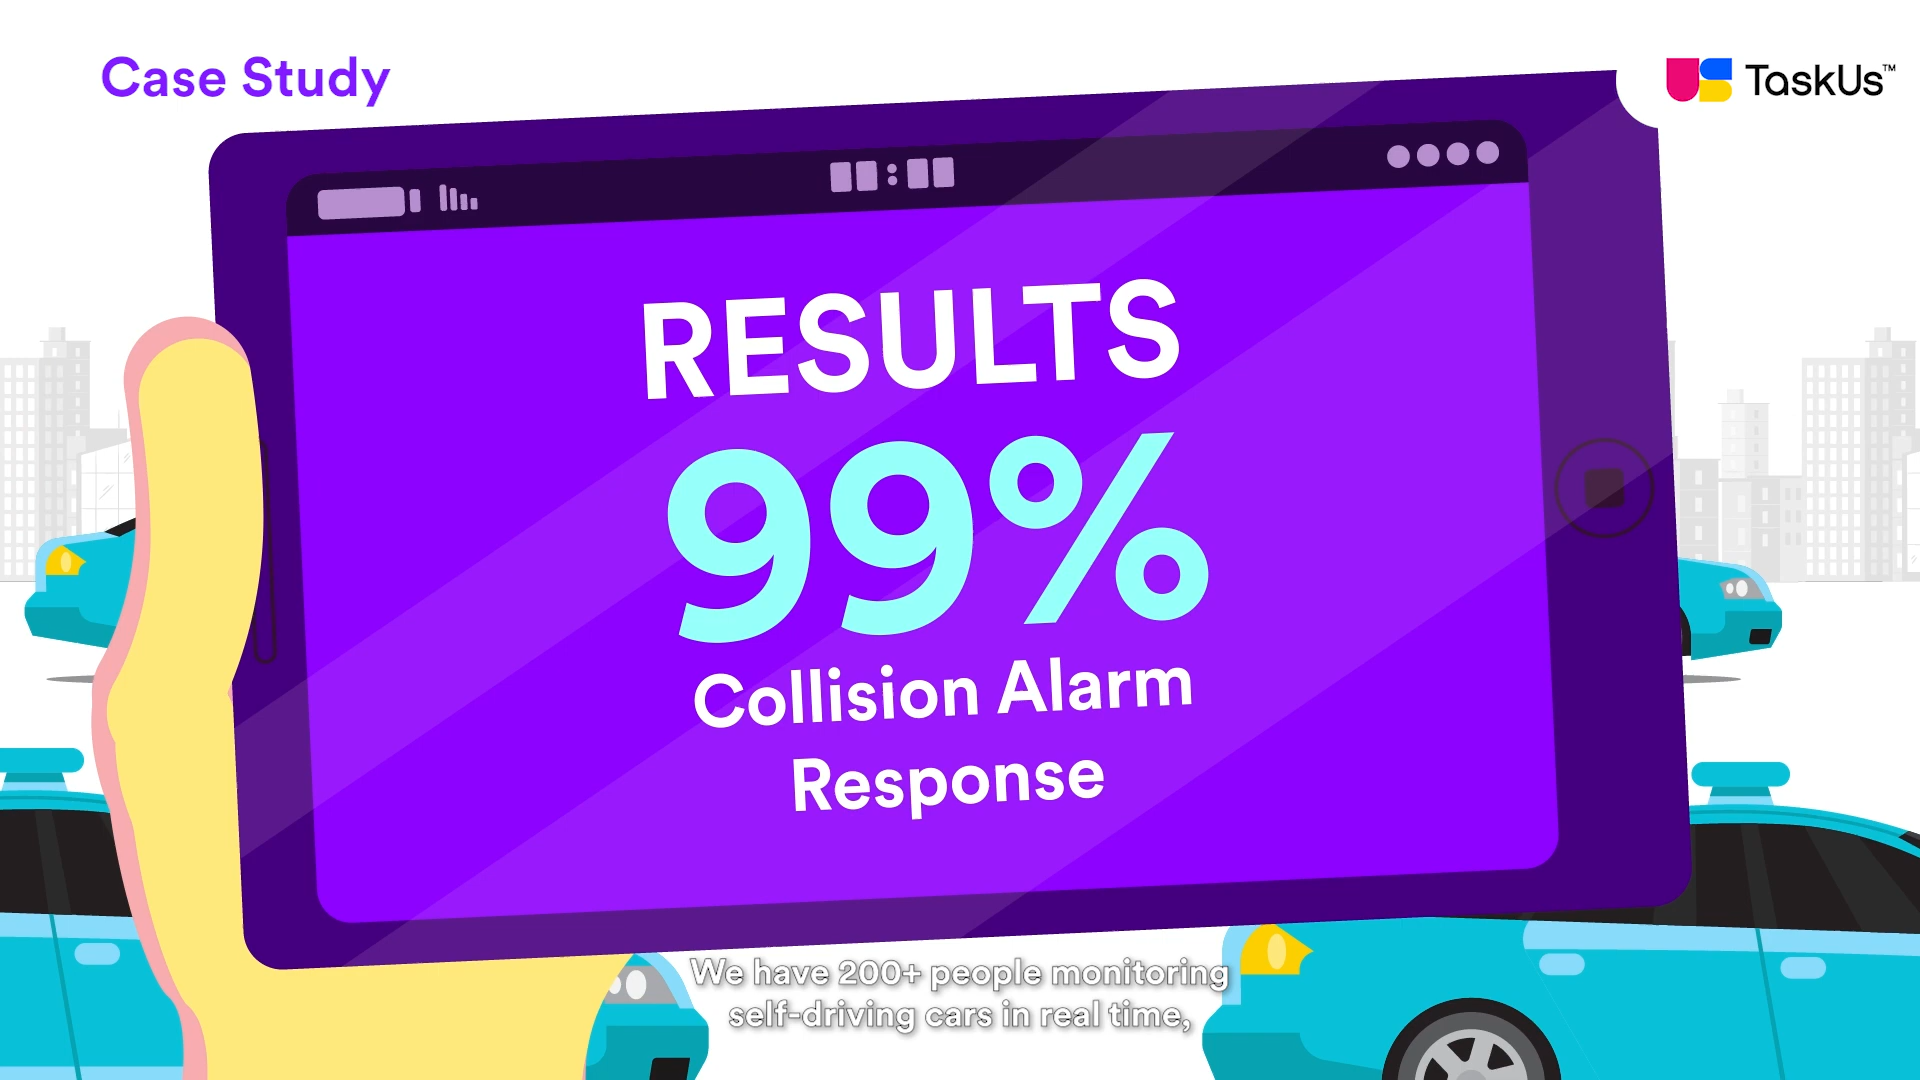 Case Study
TaskUs™
RESULTS
99%
Collision Alarm
Response
We have 200+ people monitoring
self-driving cars in real time,